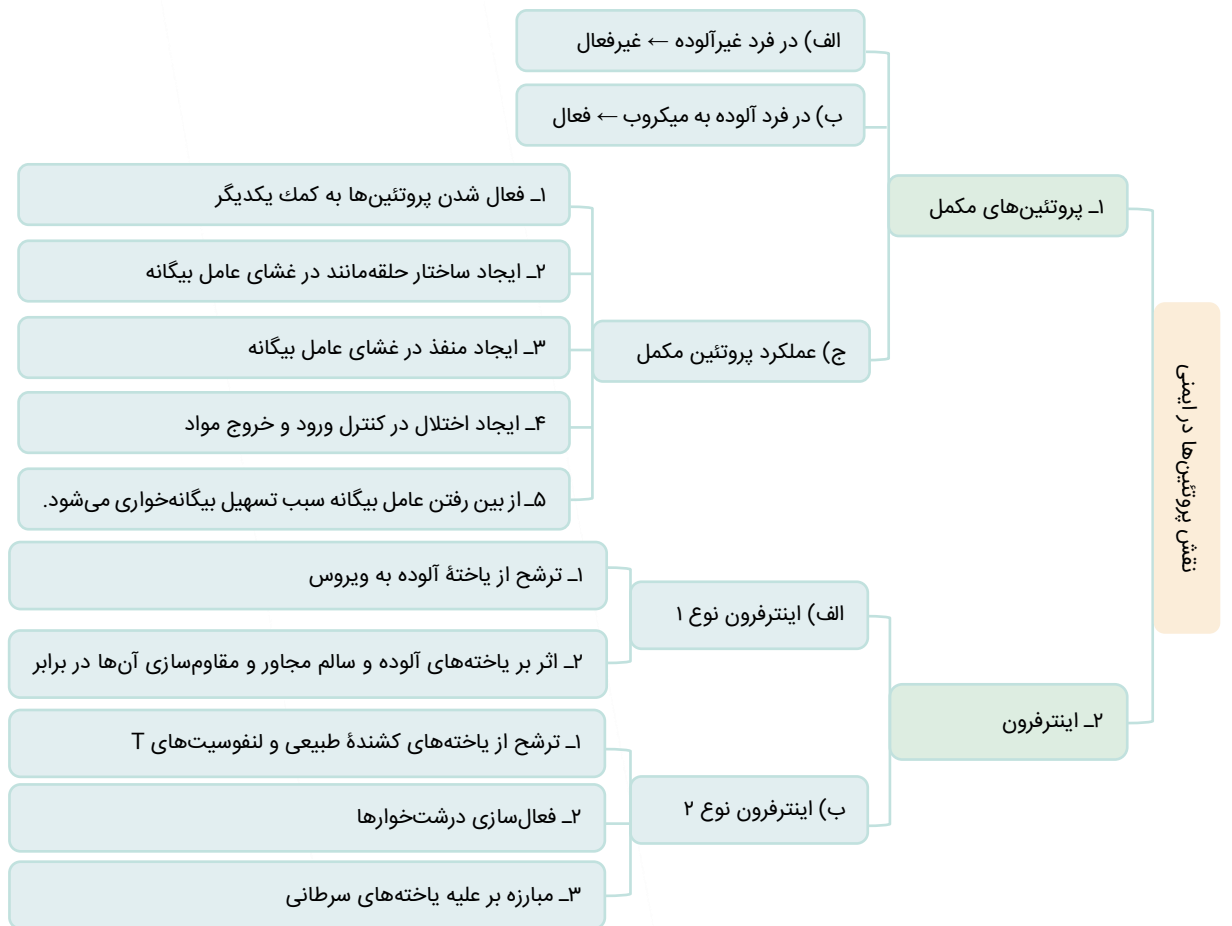 نقش پروتئین‌ها در ایمنی
۱ـ پروتئین‌های مکمل
الف) در فرد غیرآلوده ← غیرفعال
ب) در فرد آلوده به میکروب ← فعال
ج) عملکرد پروتئین مکمل
۱ـ فعال شدن پروتئین‌ها به كمك یکدیگر
۲ـ ایجاد ساختار حلقه‌مانند در غشای عامل بیگانه
۳ـ ایجاد منفذ در غشای عامل بیگانه
۴ـ ایجاد اختلال در کنترل ورود و خروج مواد
۵ـ از بین رفتن عامل بیگانه سبب تسهیل بیگانه‌خواری می‌شود.
۲ـ اینترفرون
الف) اینترفرون نوع ۱
۱ـ ترشح از یاختهٔ آلوده به ویروس
۲ـ اثر بر یاخته‌های آلوده و سالم مجاور و مقاوم‌سازی آن‌ها در برابر
ب) اینترفرون نوع ۲
۱ـ ترشح از یاخته‌های کشندهٔ طبیعی و لنفوسیت‌های T
۲ـ فعال‌سازی درشت‌خوارها
۳ـ مبارزه بر علیه یاخته‌های سرطانی